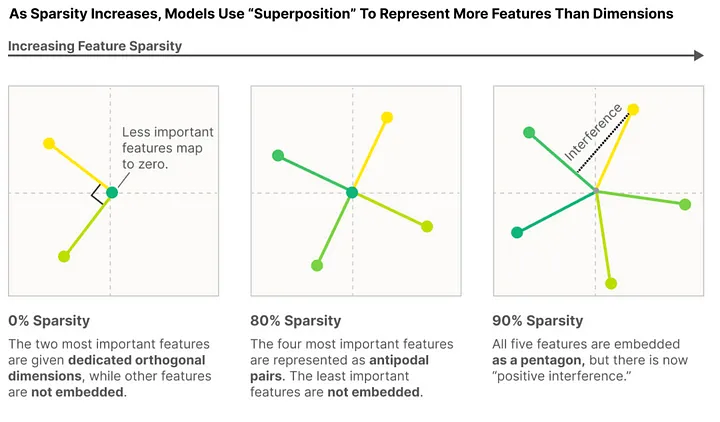 As Sparsity Increases, Models Use “Superposition” To Represent More Features Than Dimensions
Increasing Feature Sparsity
Less important
features map
to zero.
Interference
0% Sparsity
The two most important features
are given dedicated orthogonal
dimensions, while other features
are not embedded.
80% Sparsity
The four most important features
are represented as antipodal
pairs. The least important
features are not embedded.
90% Sparsity
All five features are embedded
as a pentagon, but there is now
“positive interference.”